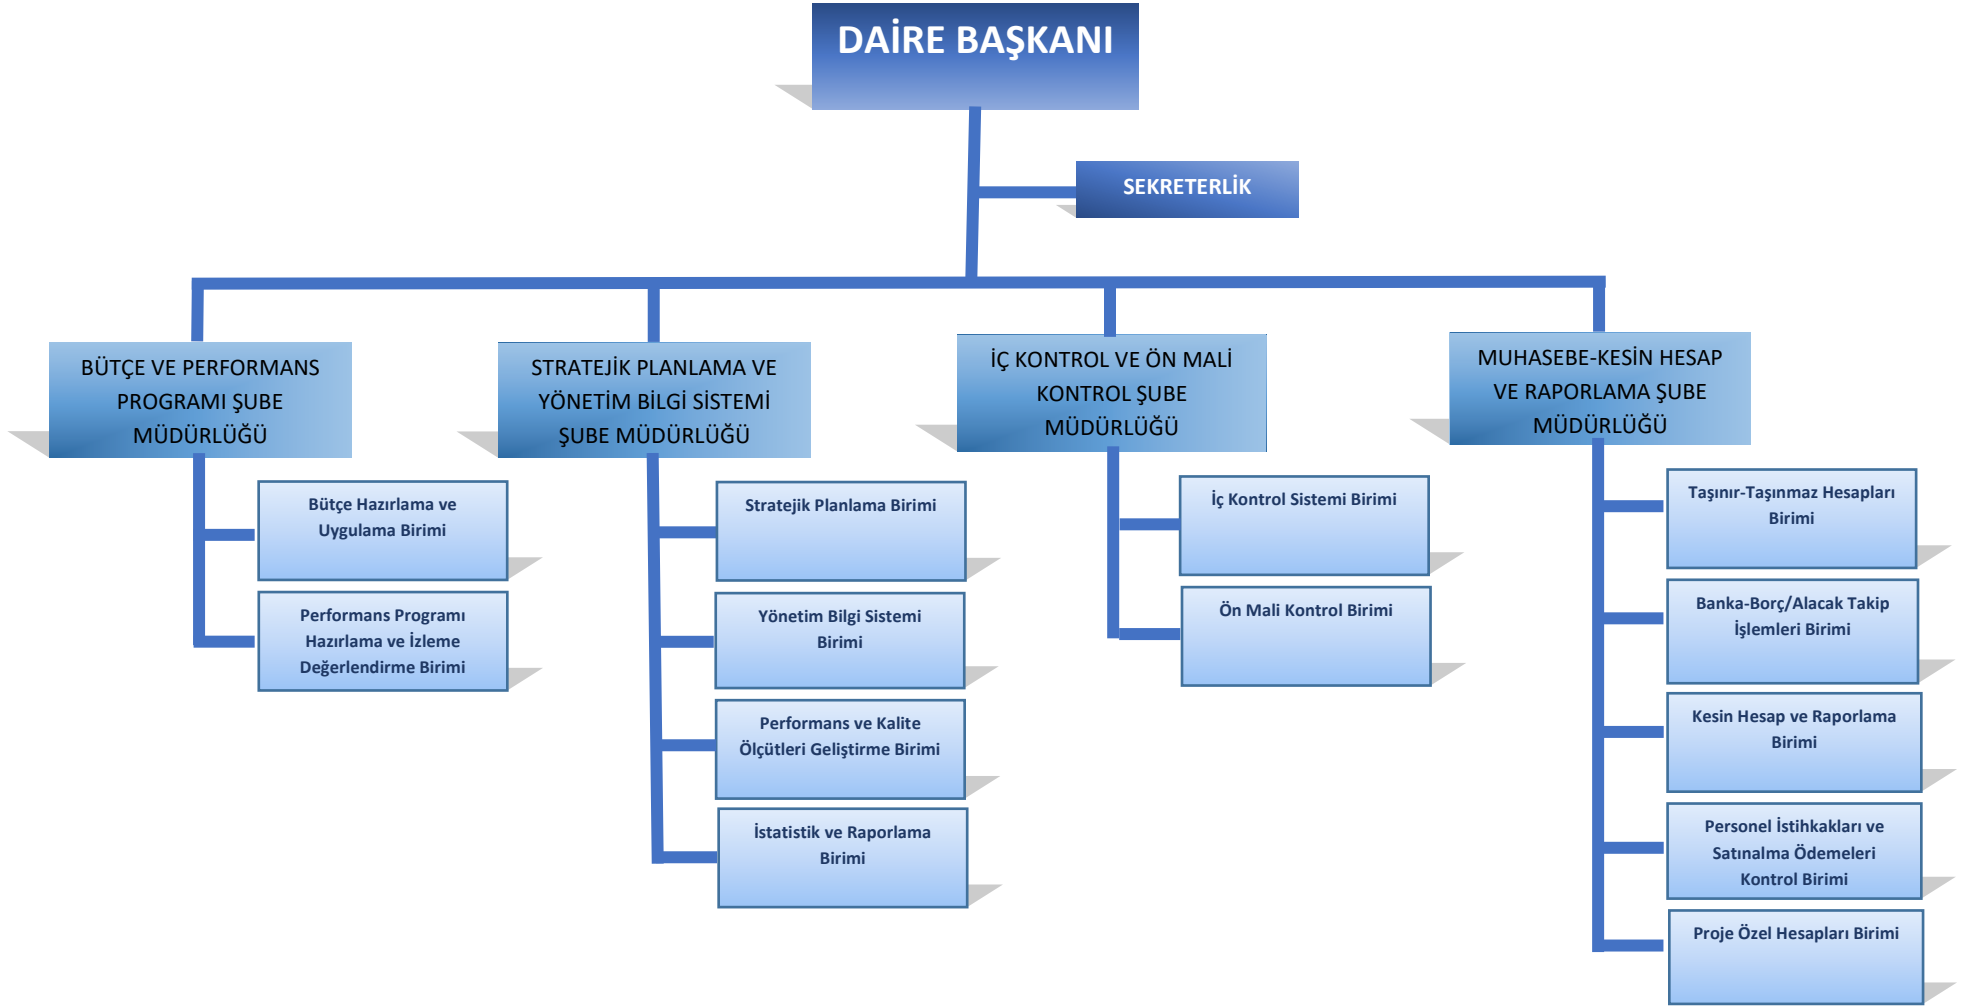 DAİRE BAŞKANI
SEKRETERLİK
BÜTÇE VE PERFORMANS
PROGRAMI ŞUBE
MÜDÜRLÜĞÜ
Bütçe Hazırlama ve
Uygulama Birimi
Performans Programı
Hazırlama ve İzleme
Değerlendirme Birimi
STRATEJİK PLANLAMA VE
YÖNETİM BİLGİ SİSTEMİ
ŞUBE MÜDÜRLÜĞÜ
Stratejik Planlama Birimi
Yönetim Bilgi Sistemi
Birimi
Performans ve Kalite
Ölçütleri Geliştirme Birimi
İstatistik ve Raporlama
Birimi
İÇ KONTROL VE ÖN MALİ
KONTROL ŞUBE
MÜDÜRLÜĞÜ
İç Kontrol Sistemi Birimi
Ön Mali Kontrol Birimi
MUHASEBE-KESİN HESAP
VE RAPORLAMA ŞUBE
MÜDÜRLÜĞÜ
Taşınır-Taşınmaz Hesapları
Birimi
Banka-Borç/Alacak Takip
İşlemleri Birimi
Kesin Hesap ve Raporlama
Birimi
Personel İstihkakları ve
Satınalma Ödemeleri
Kontrol Birimi
Proje Özel Hesapları Birimi